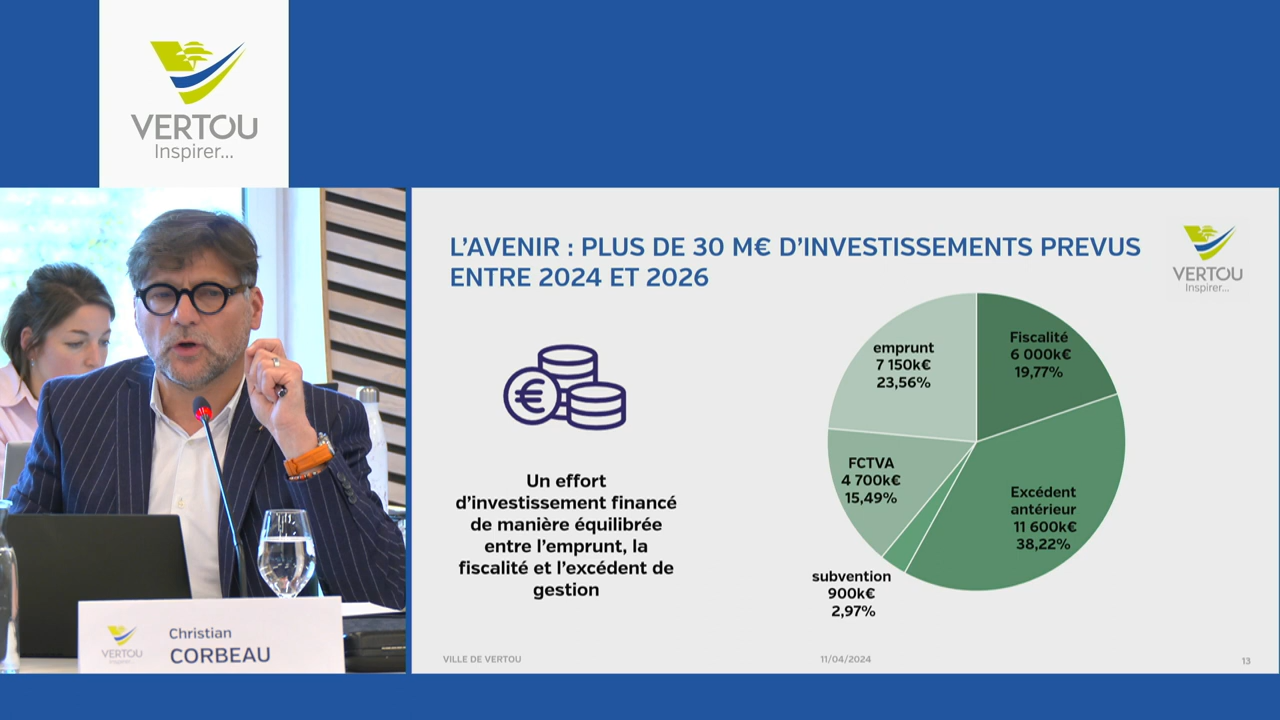 VERTOU
Inspirer...
L'AVENIR : PLUS DE 30 M€ D'INVESTISSEMENTS PREVUS
ENTRE 2024 ET 2026
VERTOU
Inspirer...
€
Un effort
d'investissement financé
de manière équilibrée
entre l'emprunt, la
fiscalité et l'excédent de
gestion
emprunt
7 150k€
23,56%
Fiscalité
6 000k€
19,77%
FCTVA
4 700k€
15,49%
Excédent
antérieur
11 600k€
38,22%
subvention
900k€
2,97%
VILLE DE VERTOU
11/04/2024
13
VERTOU
Christian
CORBEAU